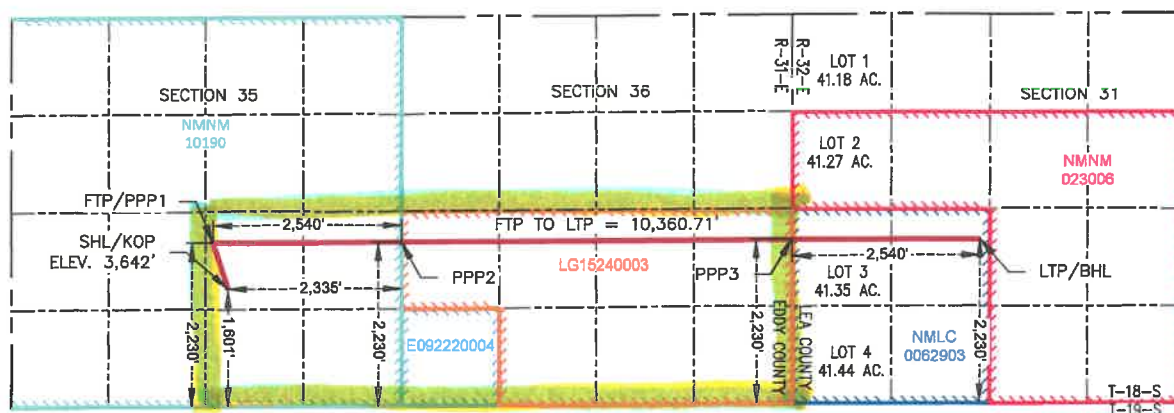 R-31-E
R-32-E
LOT 1
41.18 AC.
SECTION 35
SECTION 36
SECTION 31
NMNM
10190
LOT 2
41.27 AC.
NMNM
023006
FTP/PPP1
2,540'
FTP TO LTP = 10,360.71'
SHL/KOP
ELEV. 3,642'
LG15240003
PPP2
PPP3
2,540'
LTP/BHL
2,335'
LOT 3
41.35 AC.
2,230'
1,601'
2,230'
2,230'
EDDY COUNTY
LEA COUNTY
2,230'
E092220004
NMLC
0062903
LOT 4
41.44 AC.
T-18-S
T-19-S